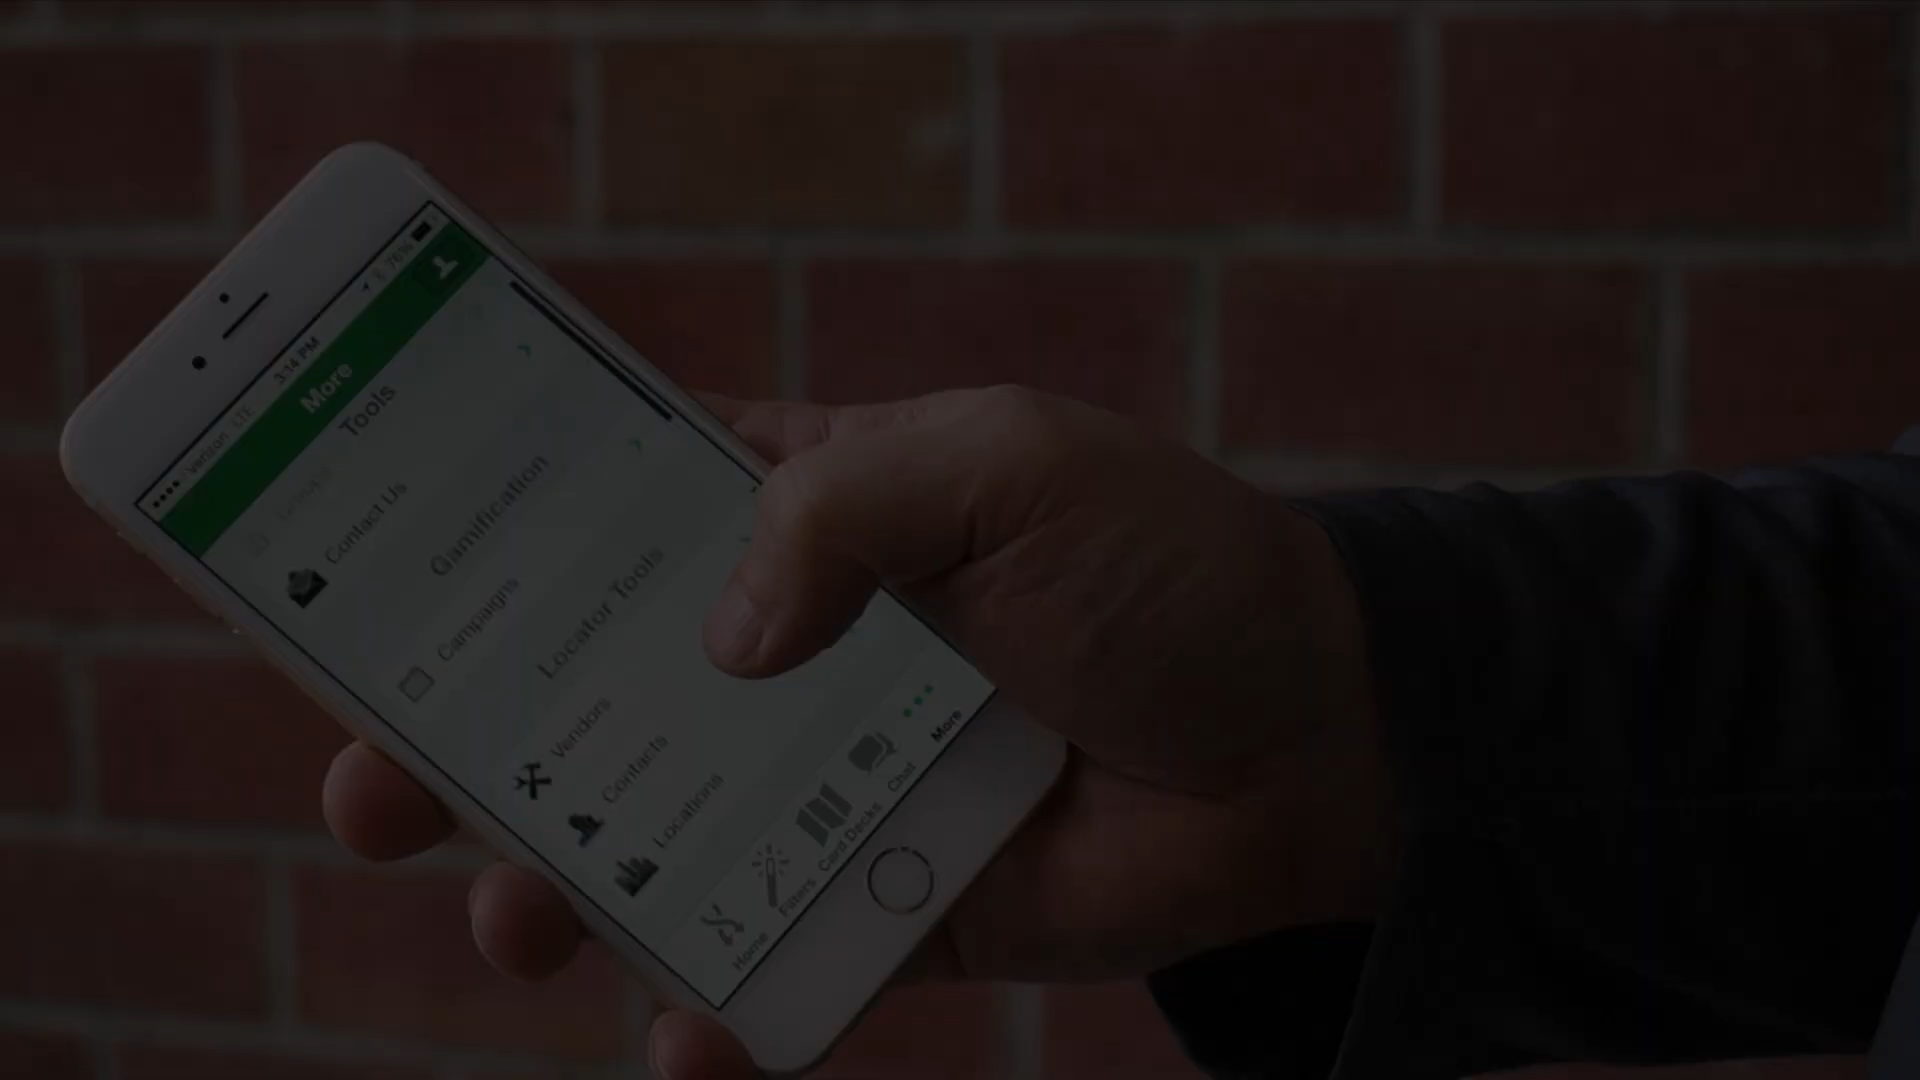 verizon LTE
3:14 PM
76%
More
Tools
Contact Us
Gamification
Campaigns
Locator Tools
Vendors
Contacts
Locations
Home
Filters
Card Decks
Chat
More